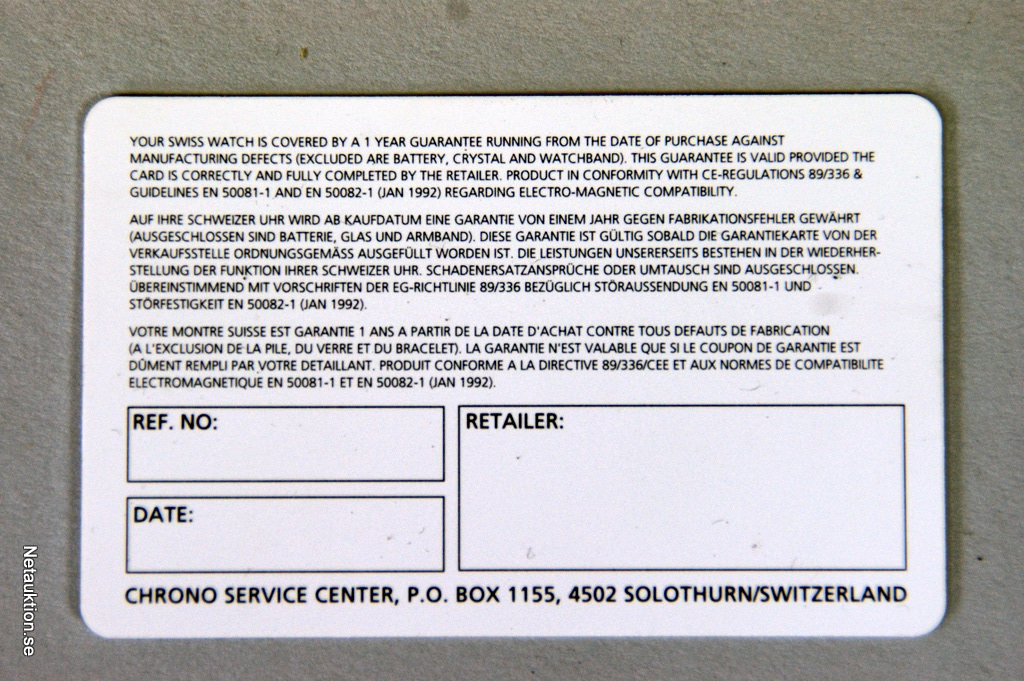 YOUR SWISS WATCH IS COVERED BY A 1 YEAR GUARANTEE RUNNING FROM THE DATE OF PURCHASE AGAINST
MANUFACTURING DEFECTS (EXCLUDED ARE BATTERY, CRYSTAL AND WATCHBAND). THIS GUARANTEE IS VALID PROVIDED THE
CARD IS CORRECTLY AND FULLY COMPLETED BY THE RETAILER. PRODUCT IN CONFORMITY WITH CE-REGULATIONS 89/336 &
GUIDELINES EN 50081-1 AND EN 50082-1 (JAN 1992) REGARDING ELECTRO-MAGNETIC COMPATIBILITY.
AUF IHRE SCHWEIZER UHR WIRD AB KAUFDATUM EINE GARANTIE VON EINEM JAHR GEGEN FABRIKATIONSFEHLER GEWÄHRT
(AUSGESCHLOSSEN SIND BATTERIE, GLAS UND ARMBAND). DIESE GARANTIE IST GÜLTIG SOBALD DIE GARANTIEKARTE VON DER
VERKAUFSSTELLE ORDNUNGSGEMÄSS AUSGEFÜLLT WORDEN IST. DIE LEISTUNGEN UNSERERSEITS BESTEHEN IN DER WIEDERHER-
STELLUNG DER FUNKTION IHRER SCHWEIZER UHR. SCHADENERSATZANSPRÜCHE ODER UMTAUSCH SIND AUSGESCHLOSSEN.
ÜBEREINSTIMMEND MIT VORSCHRIFTEN DER EG-RICHTLINIE 89/336 BEZÜGLICH STÖRAUSSENDUNG EN 50081-1 UND
STÖRFESTIGKEIT EN 50082-1 (JAN 1992).
VOTRE MONTRE SUISSE EST GARANTIE 1 ANS A PARTIR DE LA DATE D'ACHAT CONTRE TOUS DEFAUTS DE FABRICATION
(A L'EXCLUSION DE LA PILE, DU VERRE ET DU BRACELET). LA GARANTIE N'EST VALABLE QUE SI LE COUPON DE GARANTIE EST
DÛMENT REMPLI PAR VOTRE DETAILLANT. PRODUIT CONFORME A LA DIRECTIVE 89/336/CEE ET AUX NORMES DE COMPATIBILITE
ELECTROMAGNETIQUE EN 50081-1 ET EN 50082-1 (JAN 1992).
REF. NO:
RETAILER:
DATE:
CHRONO SERVICE CENTER, P.O. BOX 1155, 4502 SOLOTHURN/SWITZERLAND
Netauktion.se